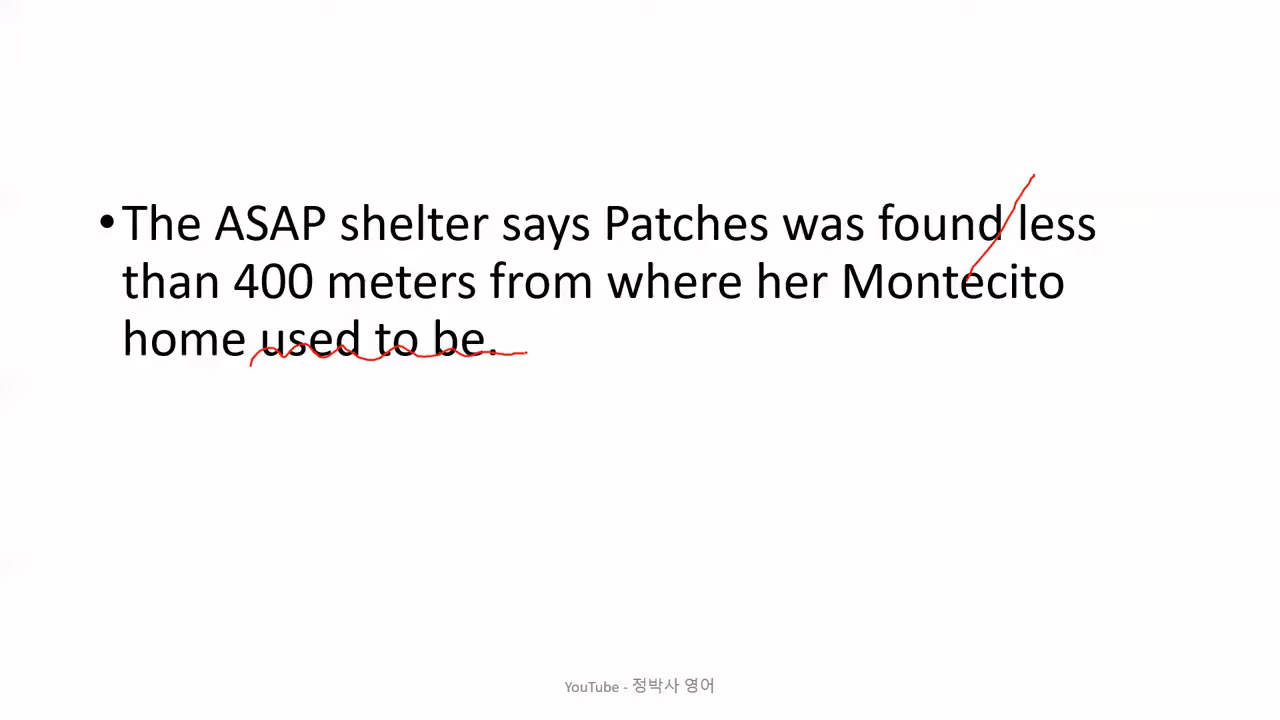 •The ASAP shelter says Patches was found less
than 400 meters from where her Montecito
home used to be.
YouTube - 정박사 영어